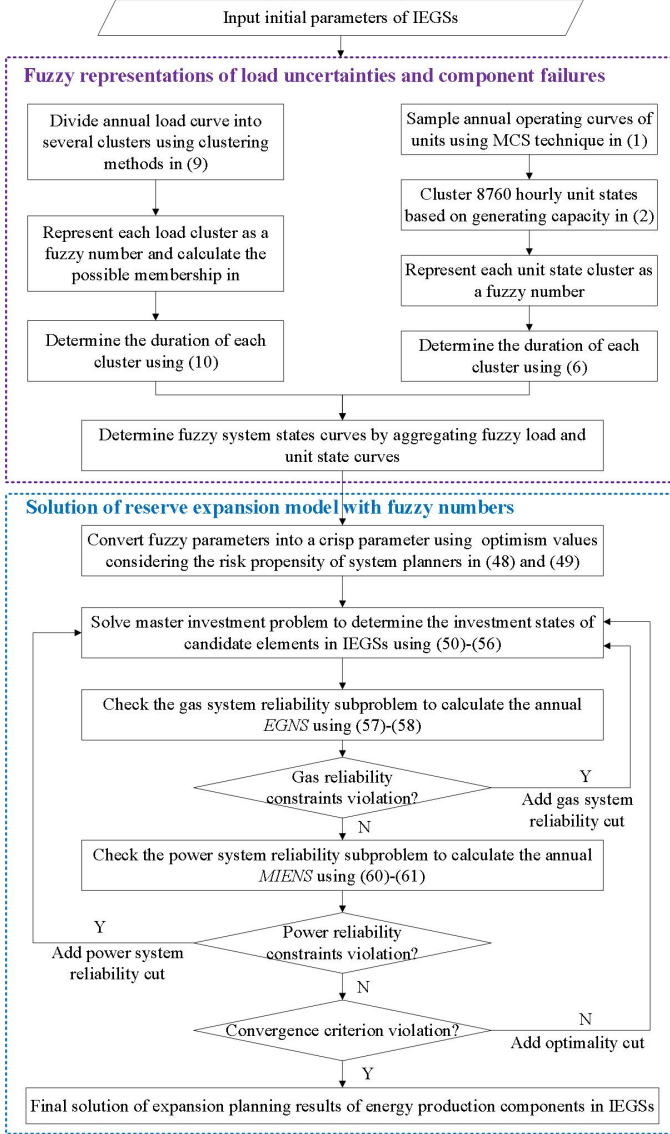 Input initial parameters of IEGSs
Fuzzy representations of load uncertainties and component failures
Divide annual load curve into
several clusters using clustering
methods in (9)
Represent each load cluster as a
fuzzy number and calculate the
possible membership in
Determine the duration of each
cluster using (10)
Sample annual operating curves of
units using MCS technique in (1)
Cluster 8760 hourly unit states
based on generating capacity in (2)
Represent each unit state cluster as
a fuzzy number
Determine the duration of each
cluster using (6)
Determine fuzzy system states curves by aggregating fuzzy load and
unit state curves
Solution of reserve expansion model with fuzzy numbers
Convert fuzzy parameters into a crisp parameter using optimism values
considering the risk propensity of system planners in (48) and (49)
Solve master investment problem to determine the investment states of
candidate elements in IEGSs using (50)-(56)
Check the gas system reliability subproblem to calculate the annual
EGNS using (57)-(58)
Gas reliability
constraints violation?
Y
Add gas system
reliability cut
N
Check the power system reliability subproblem to calculate the annual
MIENS using (60)-(61)
Power reliability
constraints violation?
Y
Add power system
reliability cut
N
Convergence criterion violation?
N
Add optimality cut
Y
Final solution of expansion planning results of energy production components in IEGSs